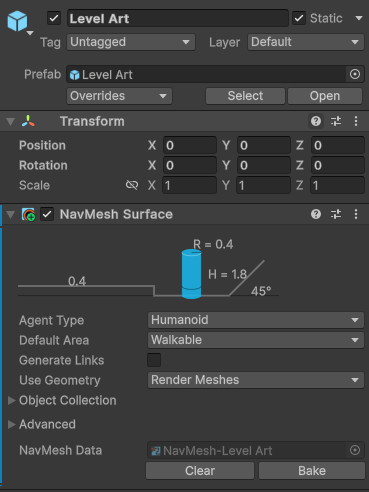 Level Art Static
Tag Untagged Layer Default
Prefab Level Art
Overrides Select Open
Transform
Position X 0 Y 0 Z 0
Rotation X 0 Y 0 Z 0
Scale X 1 Y 1 Z 1
NavMesh Surface
R = 0.4
0.4 H = 1.8
45°
Agent Type Humanoid
Default Area Walkable
Generate Links
Use Geometry Render Meshes
Object Collection
Advanced
NavMesh Data NavMesh-Level Art
Clear Bake